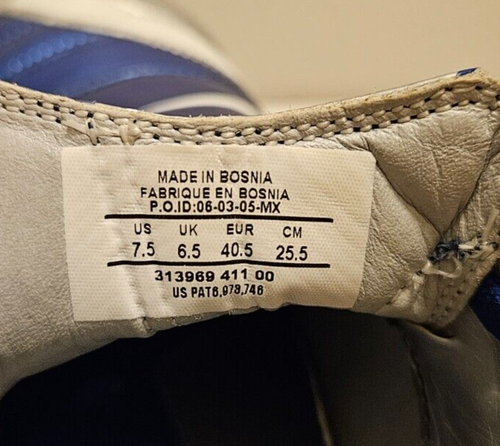 MADE IN BOSNIA
FABRIQUE EN BOSNIA
P.O.ID:06-03-05-MX
US UK EUR CM
7.5 6.5 40.5 25.5
313969 411 00
US PAT6,978,746